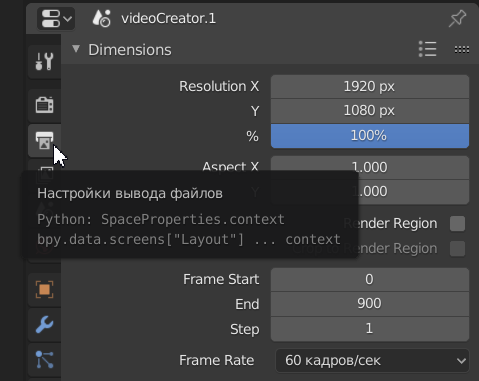 videoCreator.1
Dimensions
Resolution X 1920 px
Y 1080 px
% 100%
Aspect X 1.000
Y 1.000
Настройки вывода файлов
Python: SpaceProperties.context
bpy.data.screens["Layout"] ... context
Render Region
Render Region
Frame Start 0
End 900
Step 1
Frame Rate 60 кадров/сек